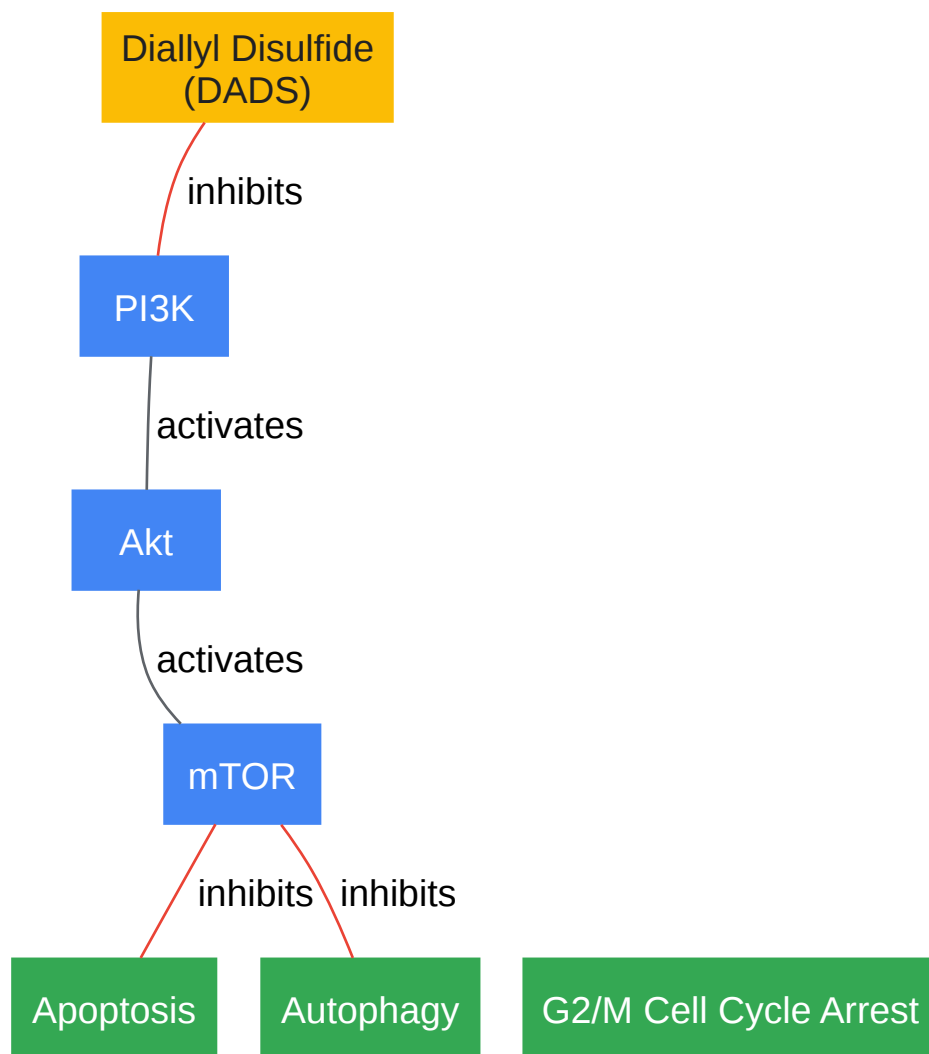 Diallyl Disulfide
(DADS)
inhibits
PI3K
activates
Akt
activates
mTOR
inhibits inhibits
Apoptosis Autophagy G2/M Cell Cycle Arrest